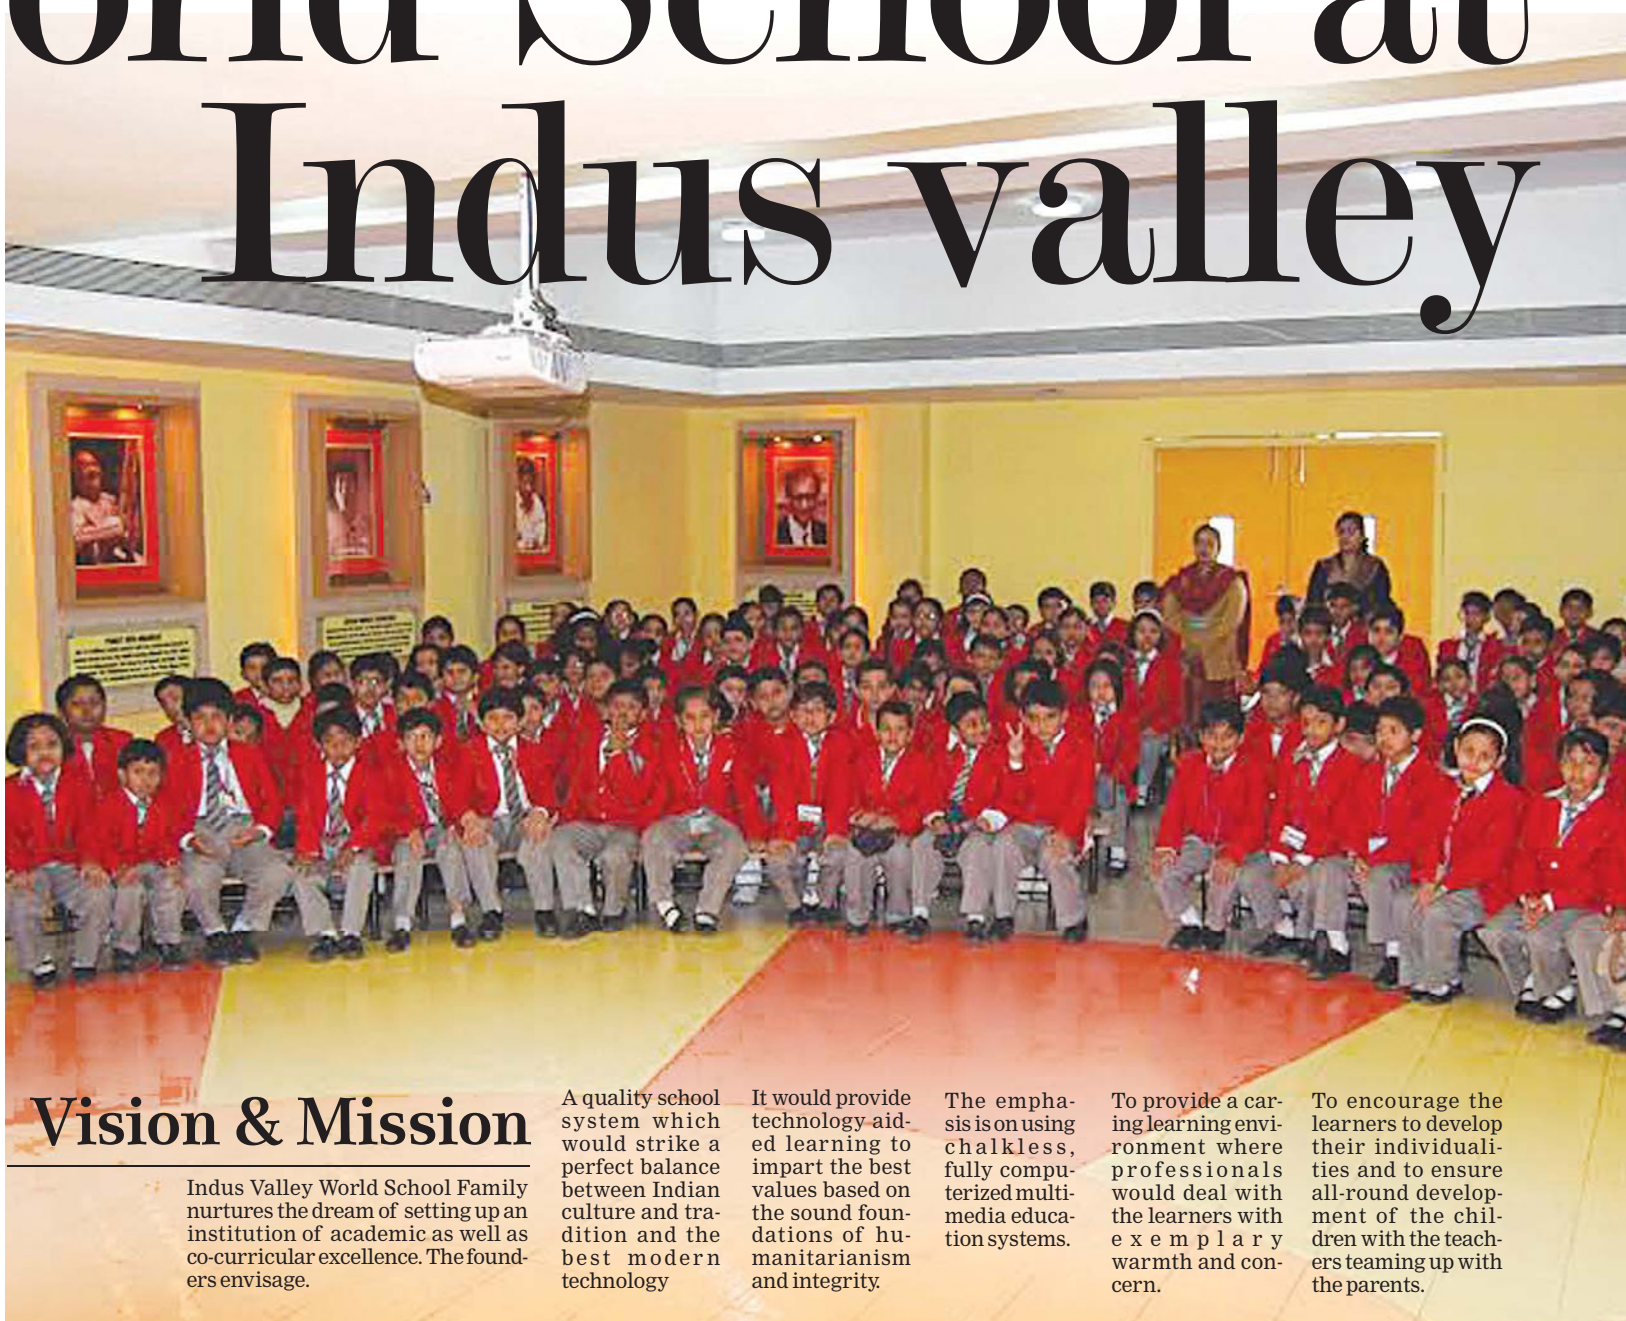 orld School at
Indus valley
Vision & Mission
Indus Valley World School Family
nurtures the dream of setting up an
institution of academic as well as
co-curricular excellence. The found-
ers envisage.
A quality school
system which
would strike a
perfect balance
between Indian
culture and tra-
dition and the
best modern
technology
It would provide
technology aid-
ed learning to
impart the best
values based on
the sound foun-
dations of hu-
manitarianism
and integrity.
The empha-
sis is on using
chalkless,
fully compu-
terized multi-
media educa-
tion systems.
To provide a car-
ing learning envi-
ronment where
professionals
would deal with
the learners with
exemplary
warmth and con-
cern.
To encourage the
learners to develop
their individuali-
ties and to ensure
all-round develop-
ment of the chil-
dren with the teach-
ers teaming up with
the parents.